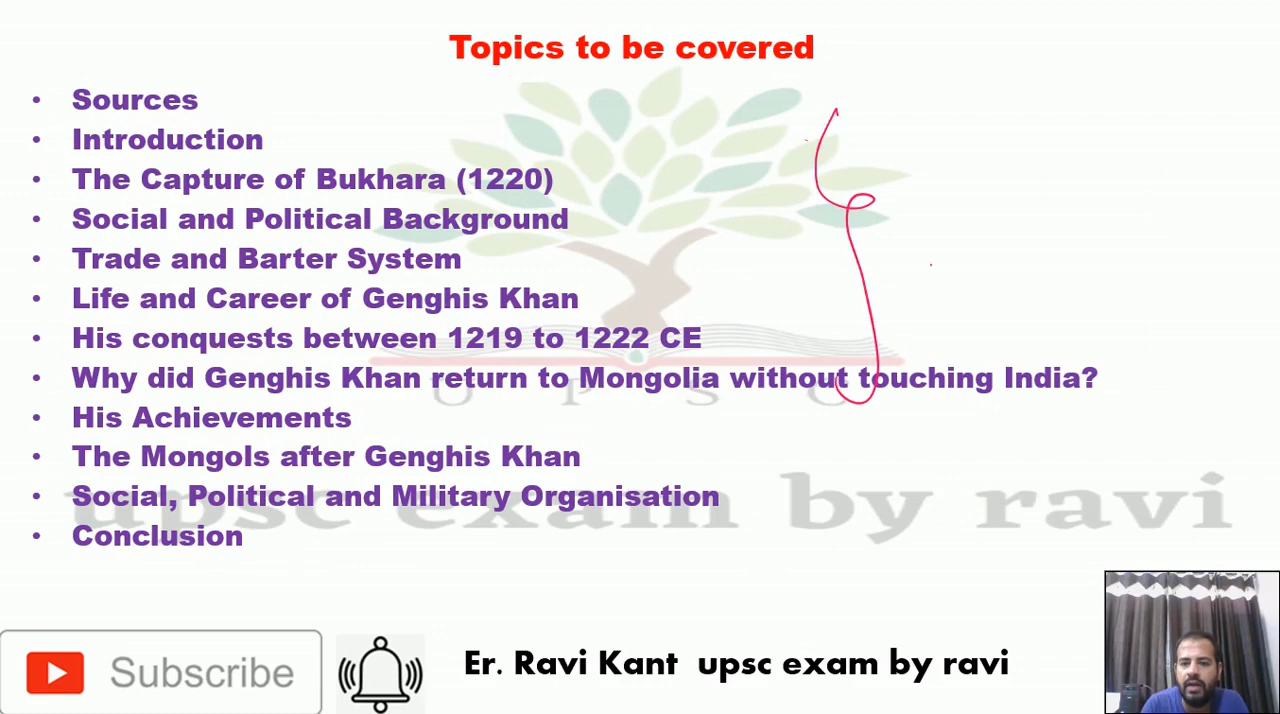 Topics to be covered
• Sources
• Introduction
• The Capture of Bukhara (1220)
• Social and Political Background
• Trade and Barter System
• Life and Career of Genghis Khan
• His conquests between 1219 to 1222 CE
• Why did Genghis Khan return to Mongolia without touching India?
U P S C
• His Achievements
• The Mongols after Genghis Khan
• Social, Political and Military Organisation
upsc exam by ravi
• Conclusion
Subscribe
Er. Ravi Kant upsc exam by ravi